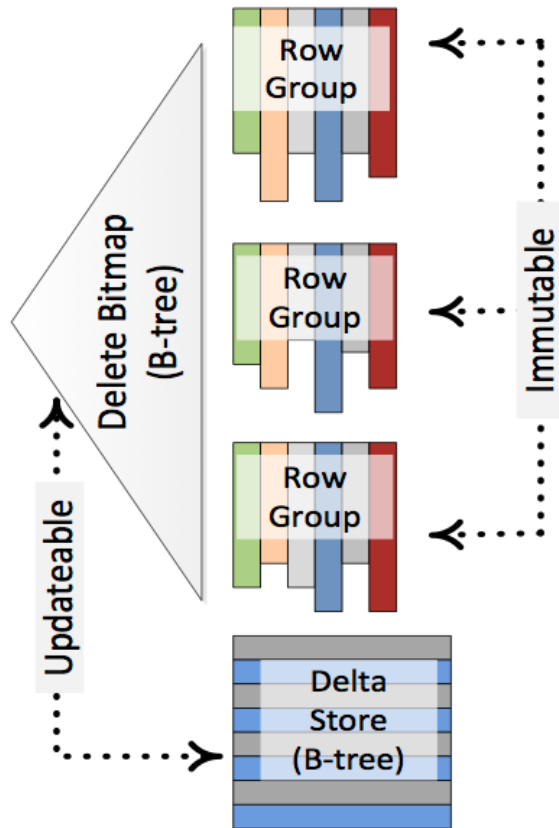 Row
Group
Delete Bitmap
(B-tree)
Row
Group
Immutable
Row
Group
Updateable
Delta
Store
(B-tree)